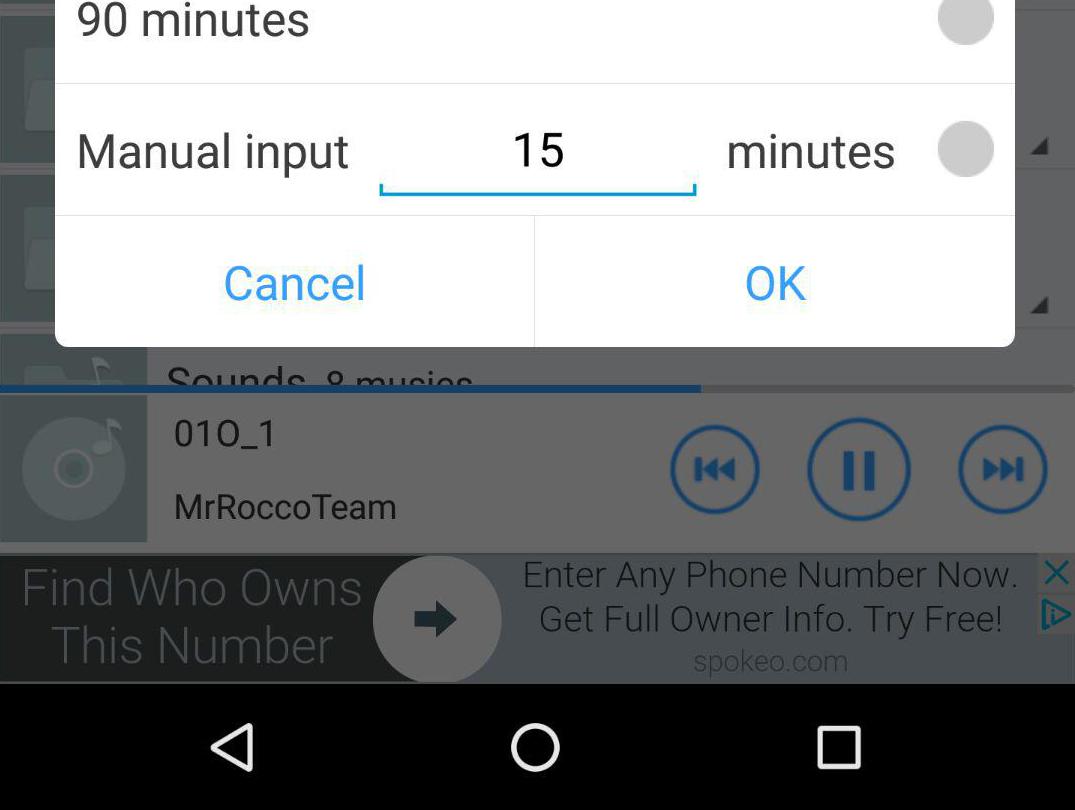 90 minutes
Manual input 15 minutes
Cancel OK
Sounds 8 musics
01O_1
MrRoccoTeam
Find Who Owns
This Number
Enter Any Phone Number Now.
Get Full Owner Info. Try Free!
spokeo.com